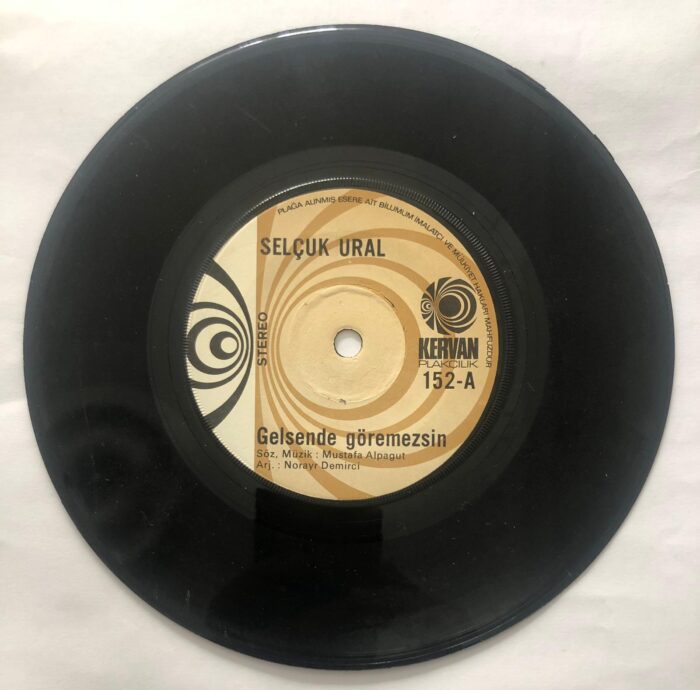 PLAĞA ALINMIŞ ESERE AİT BİLUMUM İMALATÇI VE MÜLKİYET HAKLARI MAHFUZDUR
SELÇUK URAL
STEREO
KERVAN
PLAKÇILIK
152-A
Gelsende göremezsin
Söz, Müzik : Mustafa Alpagut
Arj. : Norayr Demirci